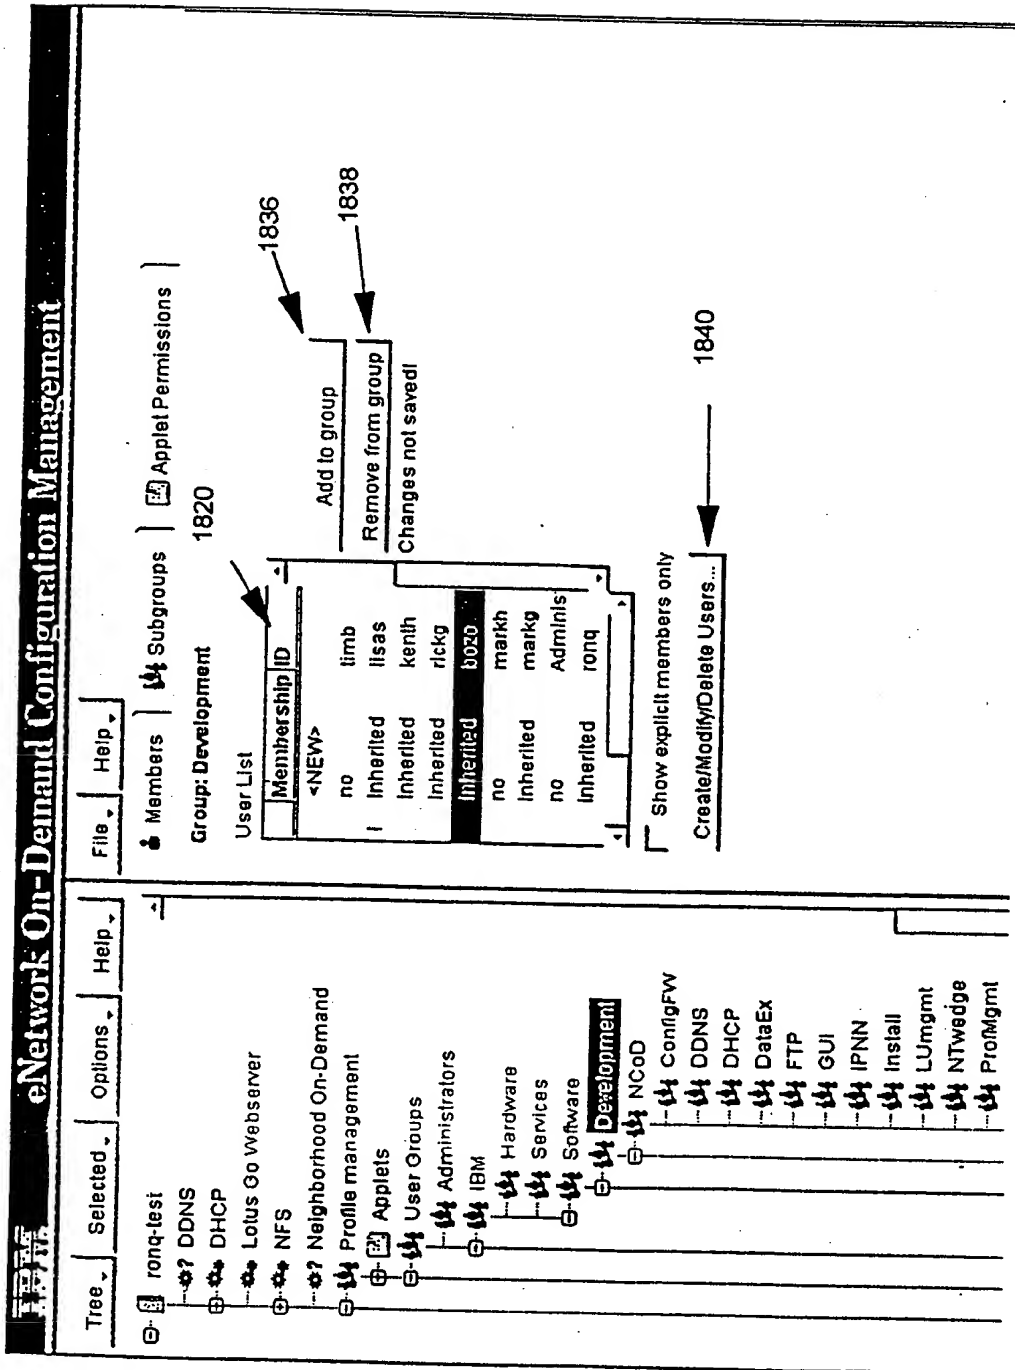 IBM
eNetwork On-Demand Configuration Management
Tree Selected Options Help
ronq-test
? DDNS
DHCP
Lotus Go Webserver
NFS
? Neighborhood On-Demand
Profile management
Applets
User Groups
Administrators
IBM
Hardware
Services
Software
Development
NCoD
ConfigFW
DDNS
DHCP
DataEx
FTP
GUI
IPNN
Install
LUmgmt
NTwedge
ProfMgmt
File Help
Members Subgroups Applet Permissions
Group: Development
1820
User List
Membership ID
<NEW>
no timb
Inherited lisas
Inherited kenth
Inherited rickg
Inherited bozo
no markh
Inherited markg
no Adminis
Inherited ronq
Add to group
1836
Remove from group
1838
Changes not saved!
Show explicit members only
Create/Modify/Delete Users...
1840